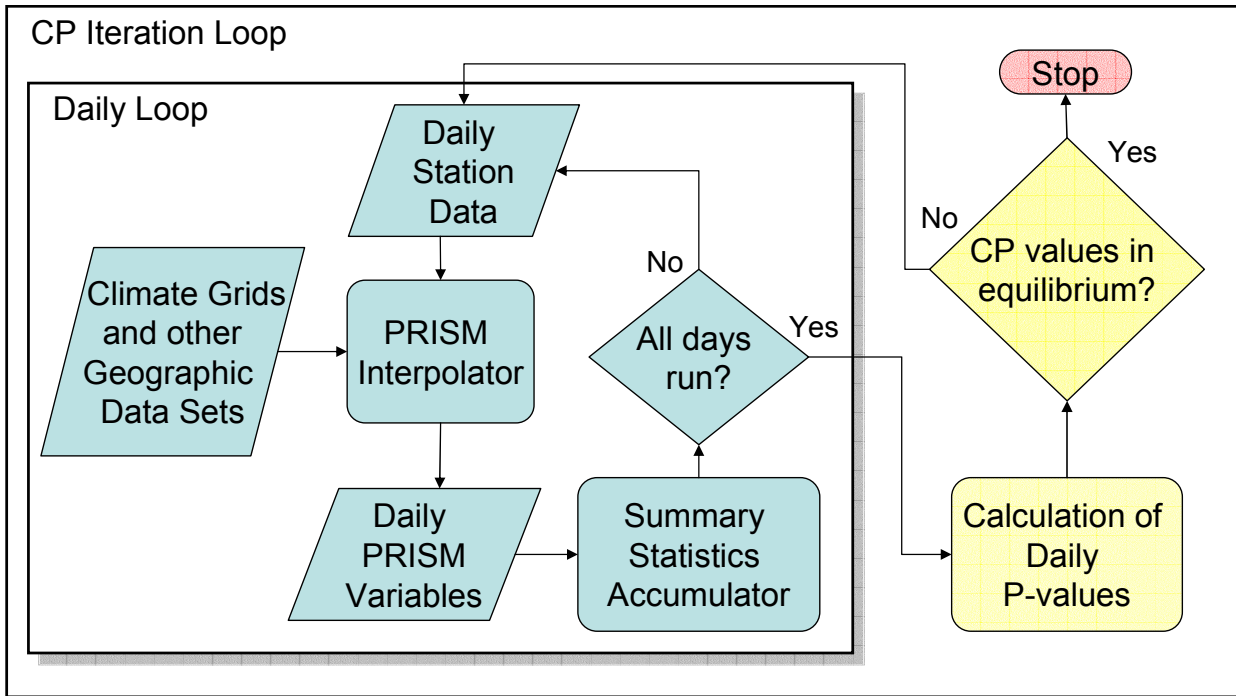 CP Iteration Loop
Daily Loop
Daily
Station
Data
Climate Grids
and other
Geographic
Data Sets
PRISM
Interpolator
Daily
PRISM
Variables
Summary
Statistics
Accumulator
All days
run?
No
Yes
Calculation of
Daily
P-values
CP values in
equilibrium?
No
Yes
Stop